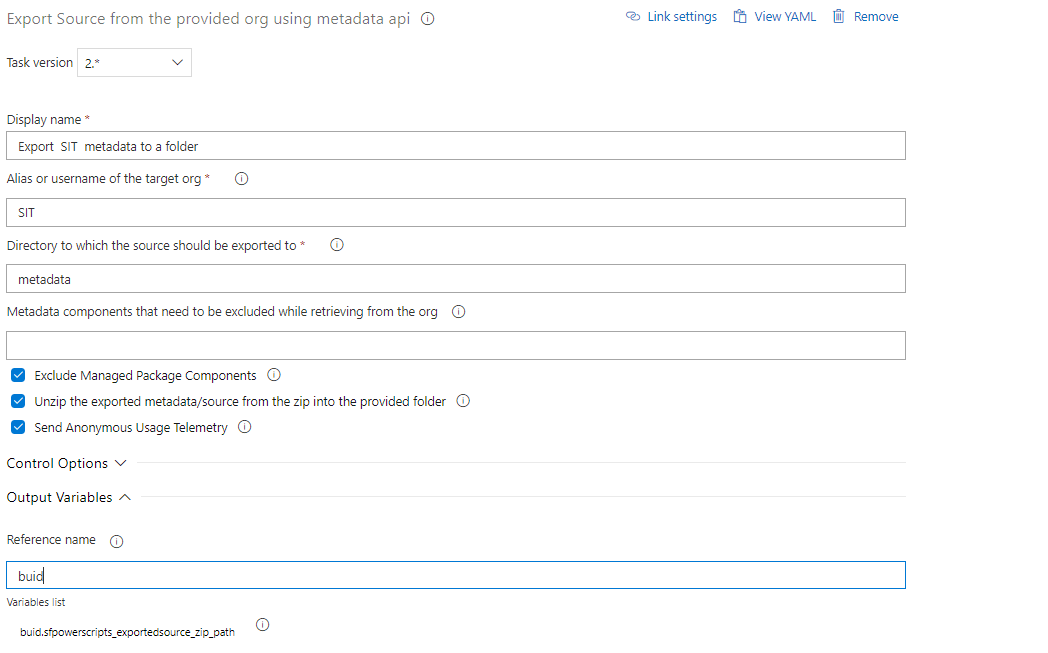 Export Source from the provided org using metadata api
Link settings View YAML Remove
Task version 2.*
Display name *
Export SIT metadata to a folder
Alias or username of the target org *
SIT
Directory to which the source should be exported to *
metadata
Metadata components that need to be excluded while retrieving from the org
Exclude Managed Package Components
Unzip the exported metadata/source from the zip into the provided folder
Send Anonymous Usage Telemetry
Control Options
Output Variables
Reference name
buid
Variables list
buid.sfpowerscripts_exportedsource_zip_path